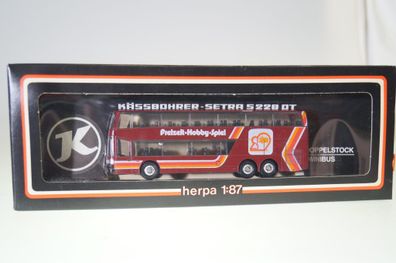 KÄSSBOHRER-SETRA S 228 DT
Freizeit-Hobby-Spiel
K
OPPELSTOCK
MINIBUS
herpa 1:87